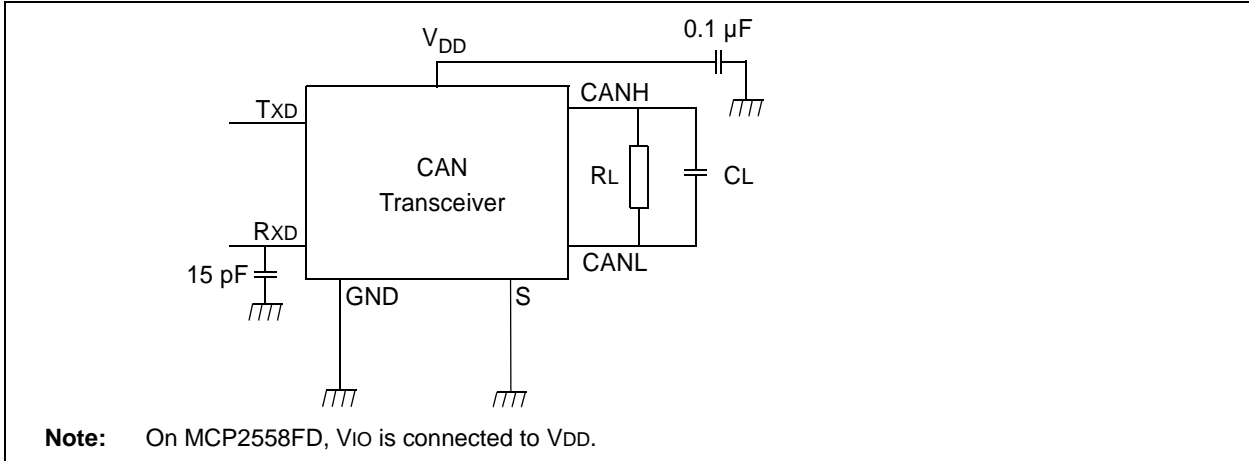 0.1 µF
VDD
CANH
TXD
CAN
Transceiver
RL
CL
RXD
CANL
15 pF
GND
S
Note: On MCP2558FD, VIO is connected to VDD.